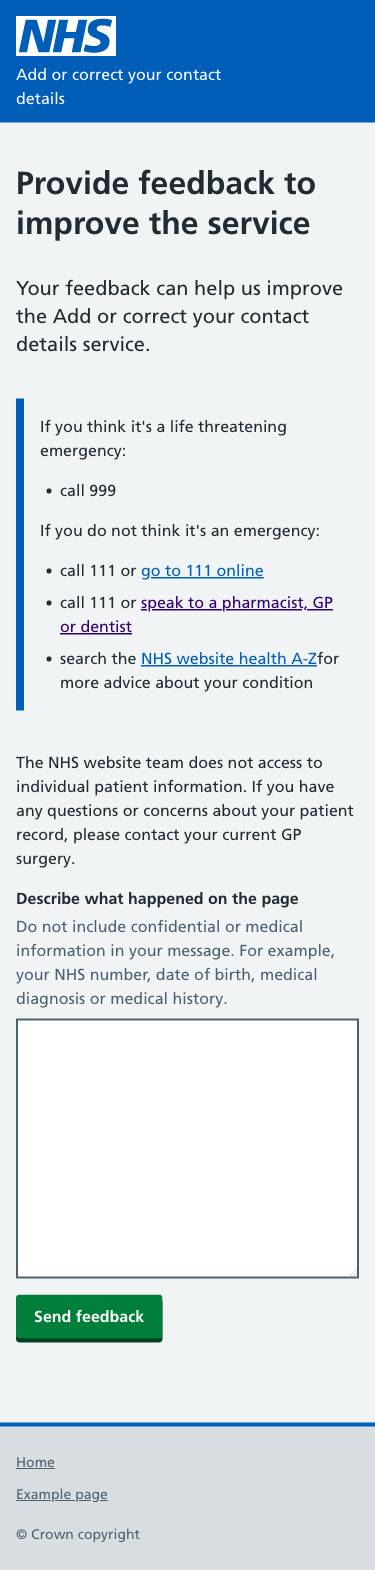 NHS
Add or correct your contact
details
Provide feedback to
improve the service
Your feedback can help us improve
the Add or correct your contact
details service.
If you think it's a life threatening
emergency:
• call 999
If you do not think it's an emergency:
• call 111 or go to 111 online
• call 111 or speak to a pharmacist, GP
or dentist
• search the NHS website health A-Zfor
more advice about your condition
The NHS website team does not access to
individual patient information. If you have
any questions or concerns about your patient
record, please contact your current GP
surgery.
Describe what happened on the page
Do not include confidential or medical
information in your message. For example,
your NHS number, date of birth, medical
diagnosis or medical history.
Send feedback
Home
Example page
© Crown copyright